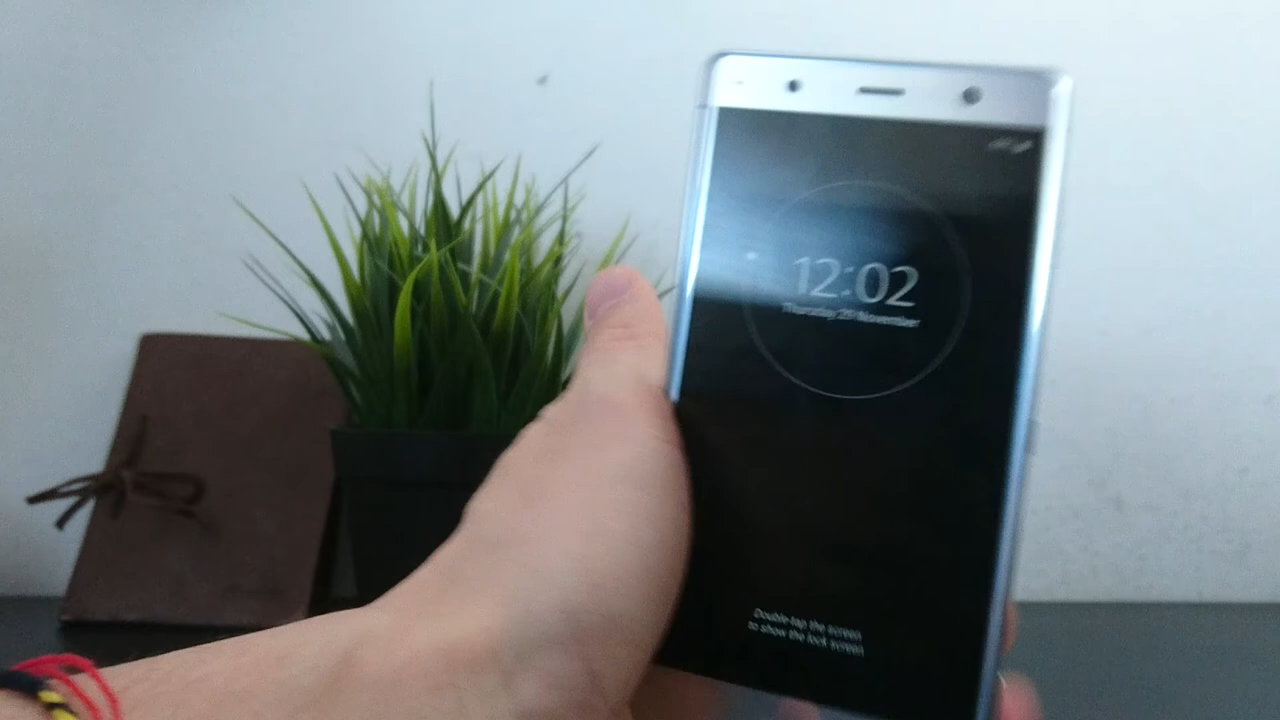 12:02
Thursday 29 November
Double-tap the screen
to show the lock screen